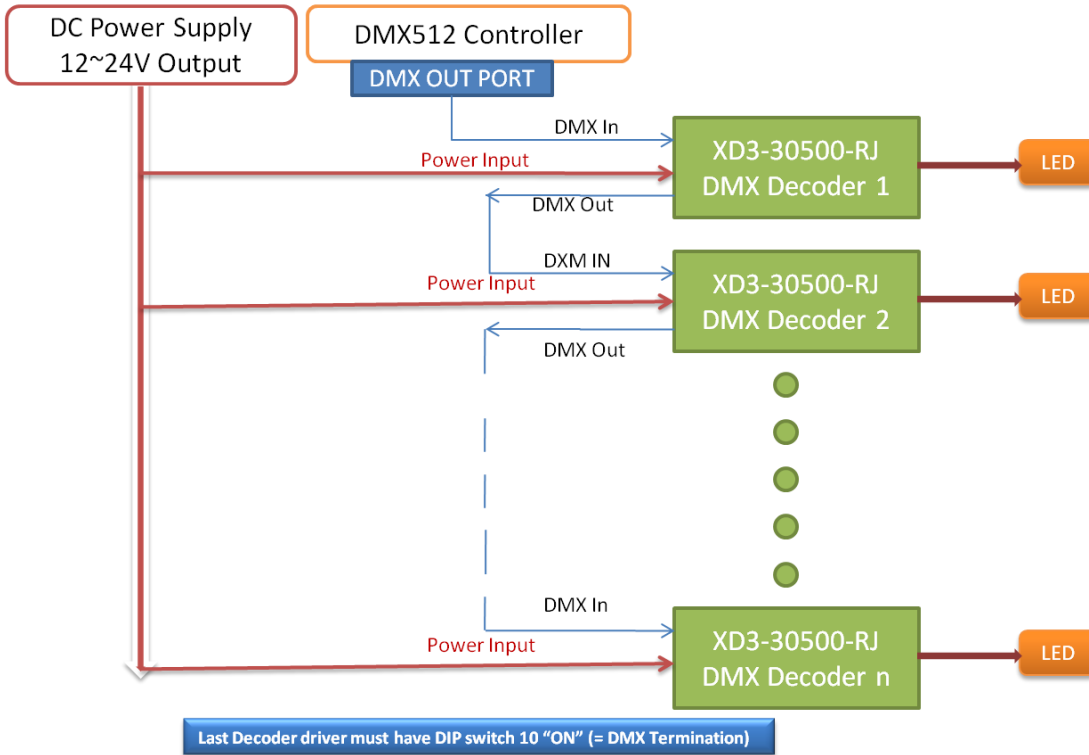 DC Power Supply
12~24V Output
DMX512 Controller
DMX OUT PORT
DMX In
Power Input
XD3-30500-RJ
DMX Decoder 1
LED
DMX Out
DXM IN
Power Input
XD3-30500-RJ
DMX Decoder 2
LED
DMX Out
DMX In
Power Input
XD3-30500-RJ
DMX Decoder n
LED
Last Decoder driver must have DIP switch 10 “ON” (= DMX Termination)